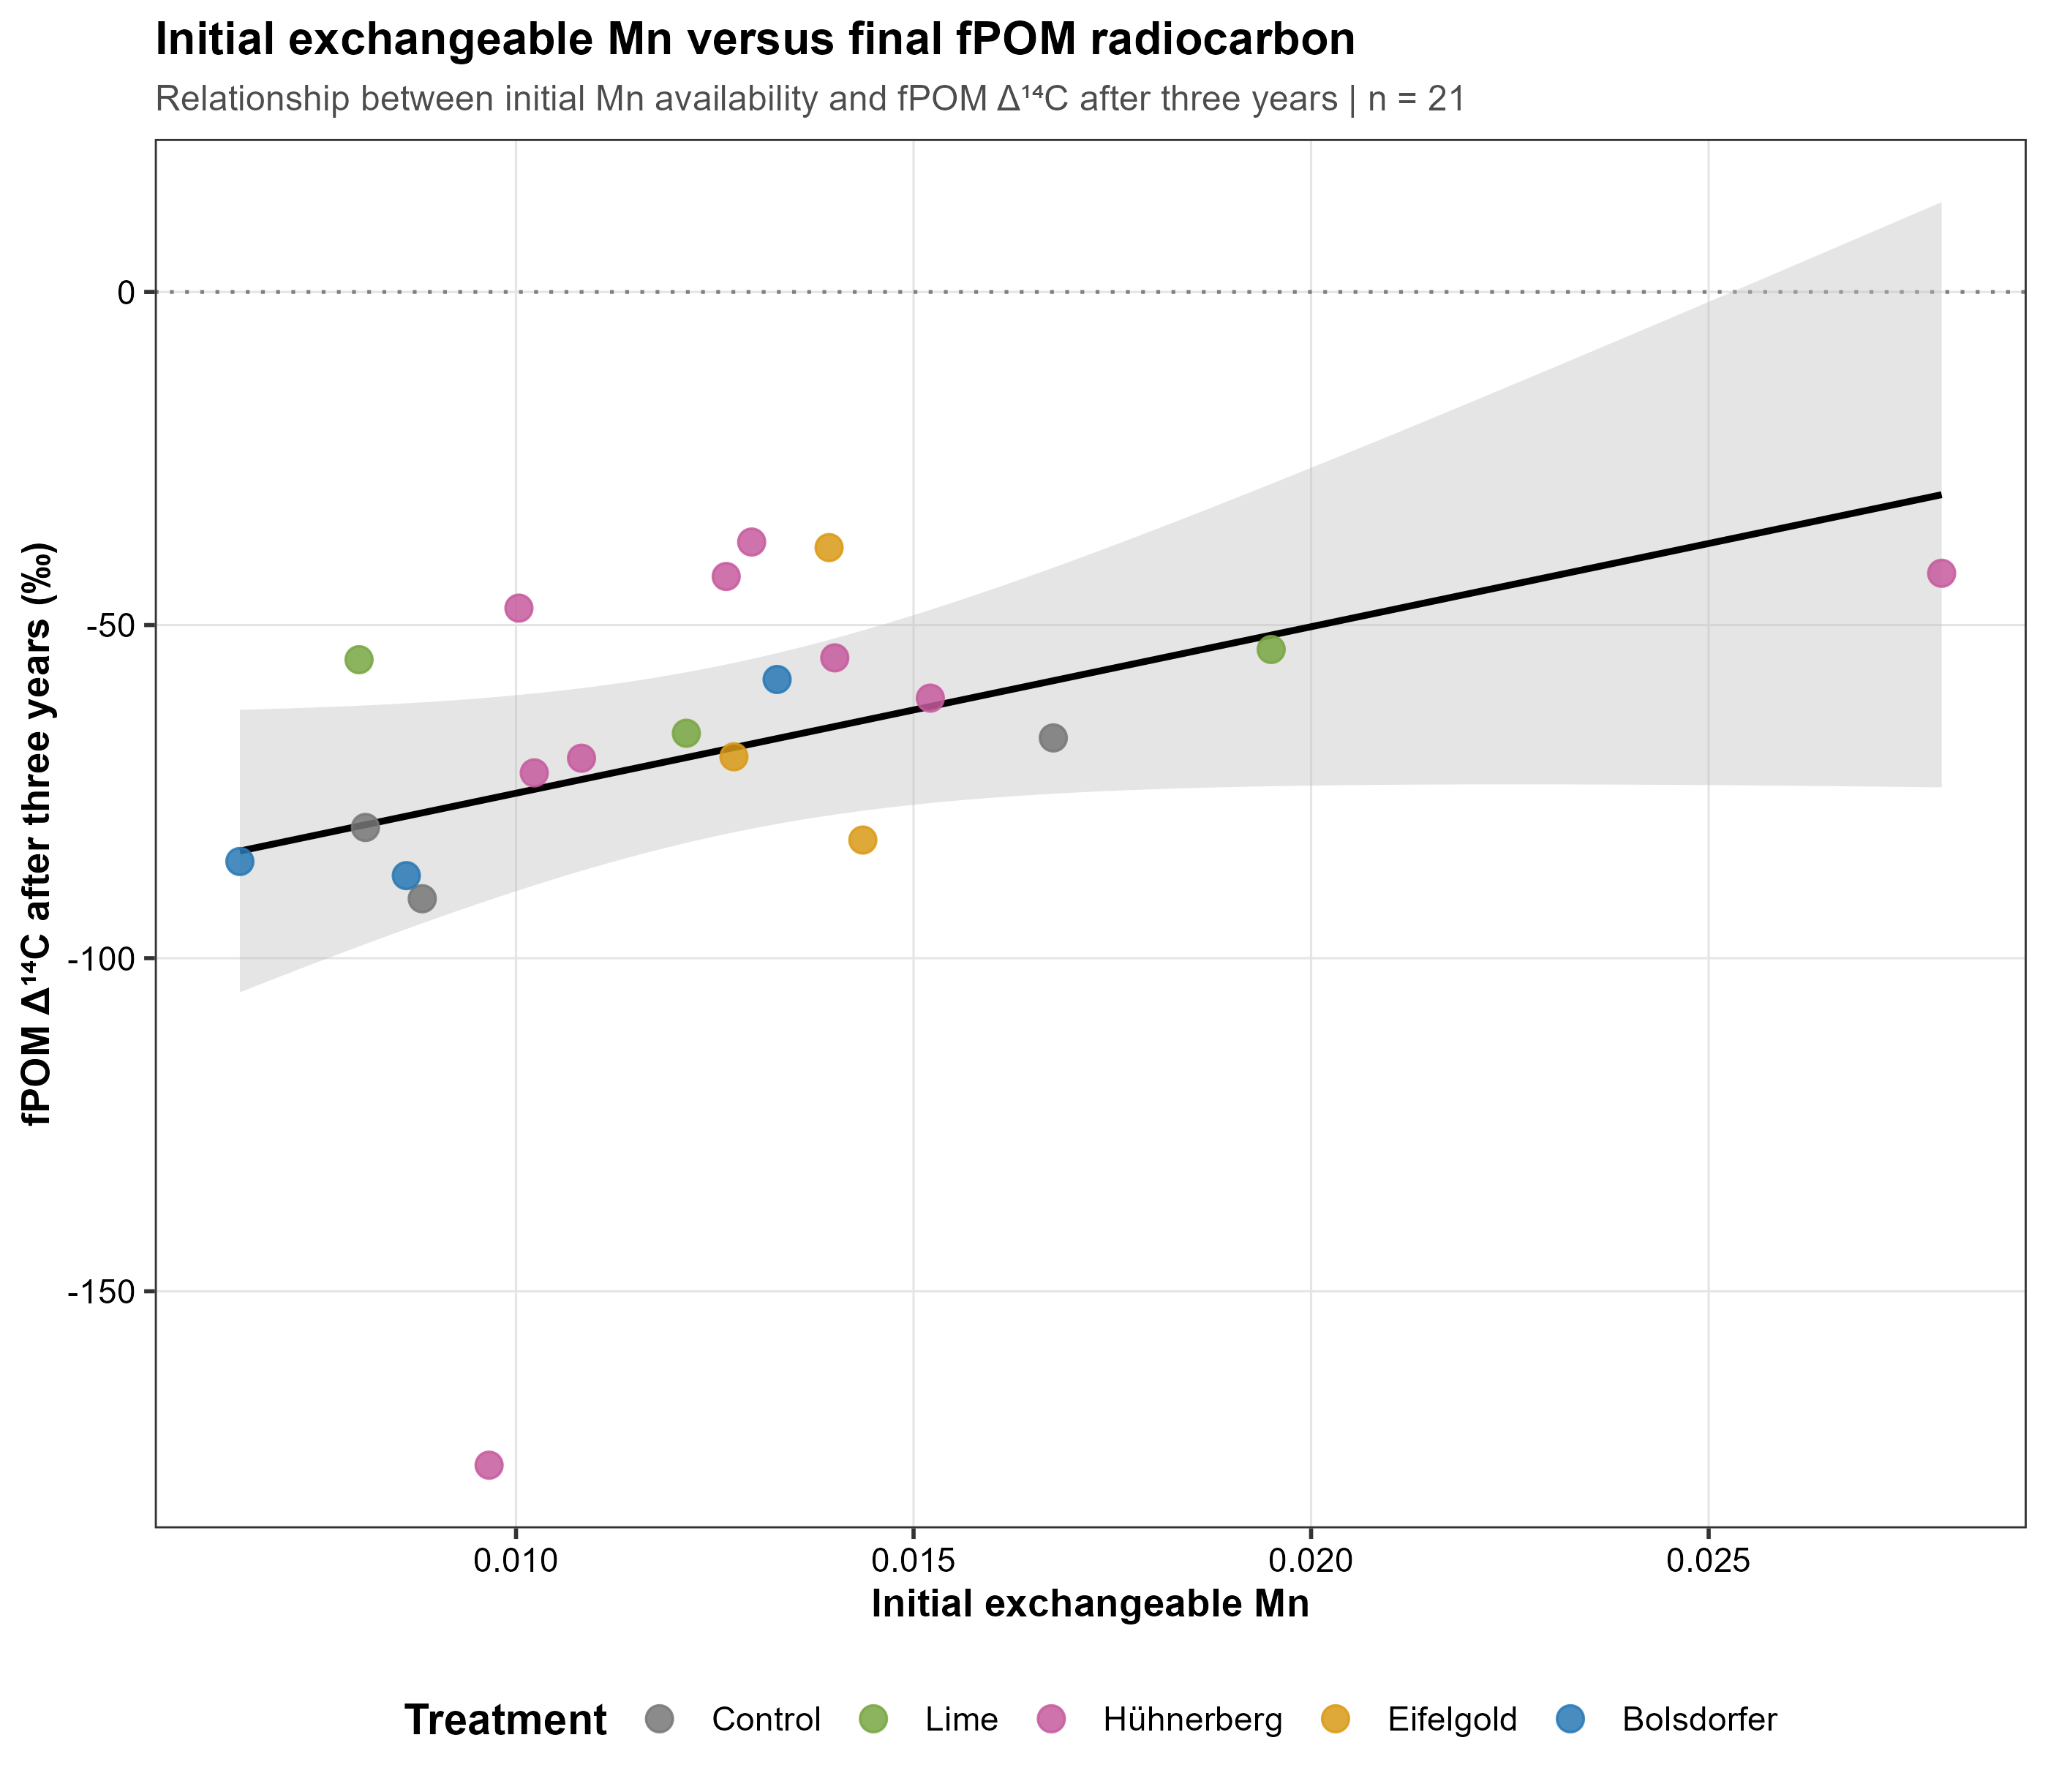 Initial exchangeable Mn versus final fPOM radiocarbon
Relationship between initial Mn availability and fPOM Δ¹⁴C after three years | n = 21
fPOM Δ¹⁴C after three years (‰)
0
-50
-100
-150
0.010 0.015 0.020 0.025
Initial exchangeable Mn
Treatment Control Lime Hühnerberg Eifelgold Bolsdorfer